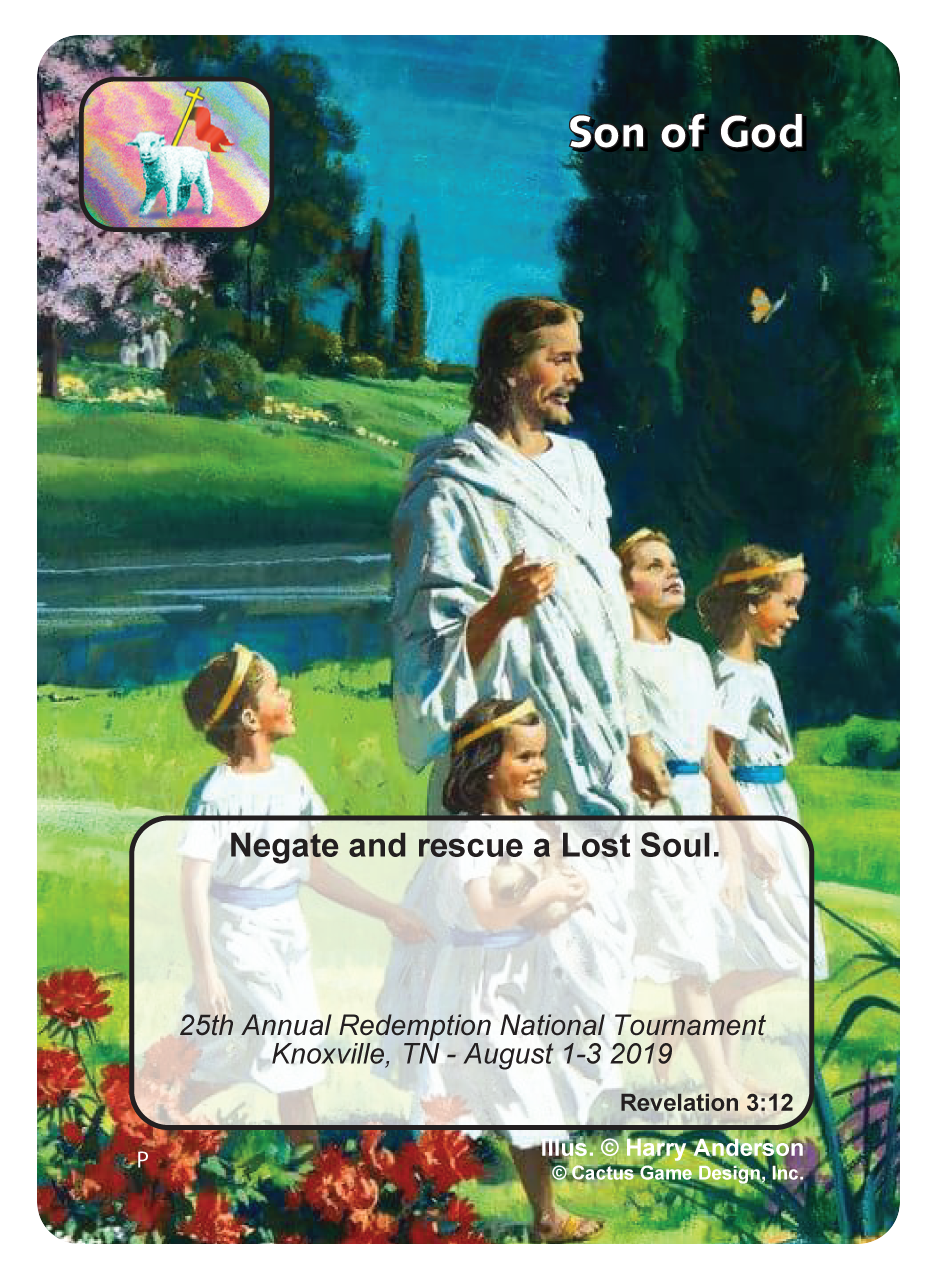 Son of God
Negate and rescue a Lost Soul.
25th Annual Redemption National Tournament
Knoxville, TN - August 1-3 2019
Revelation 3:12
P
Illus. © Harry Anderson
© Cactus Game Design, Inc.